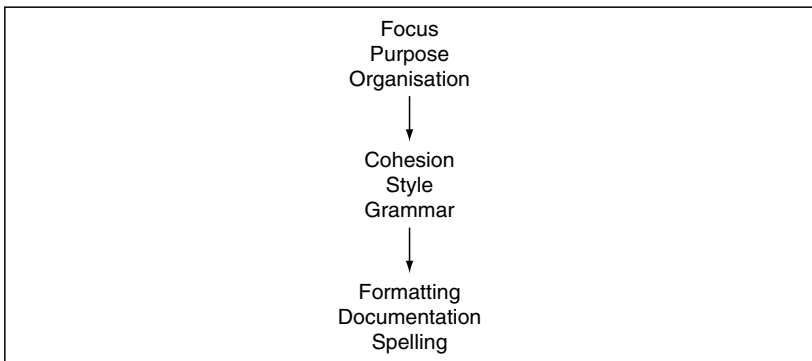 Focus
Purpose
Organisation
Cohesion
Style
Grammar
Formatting
Documentation
Spelling